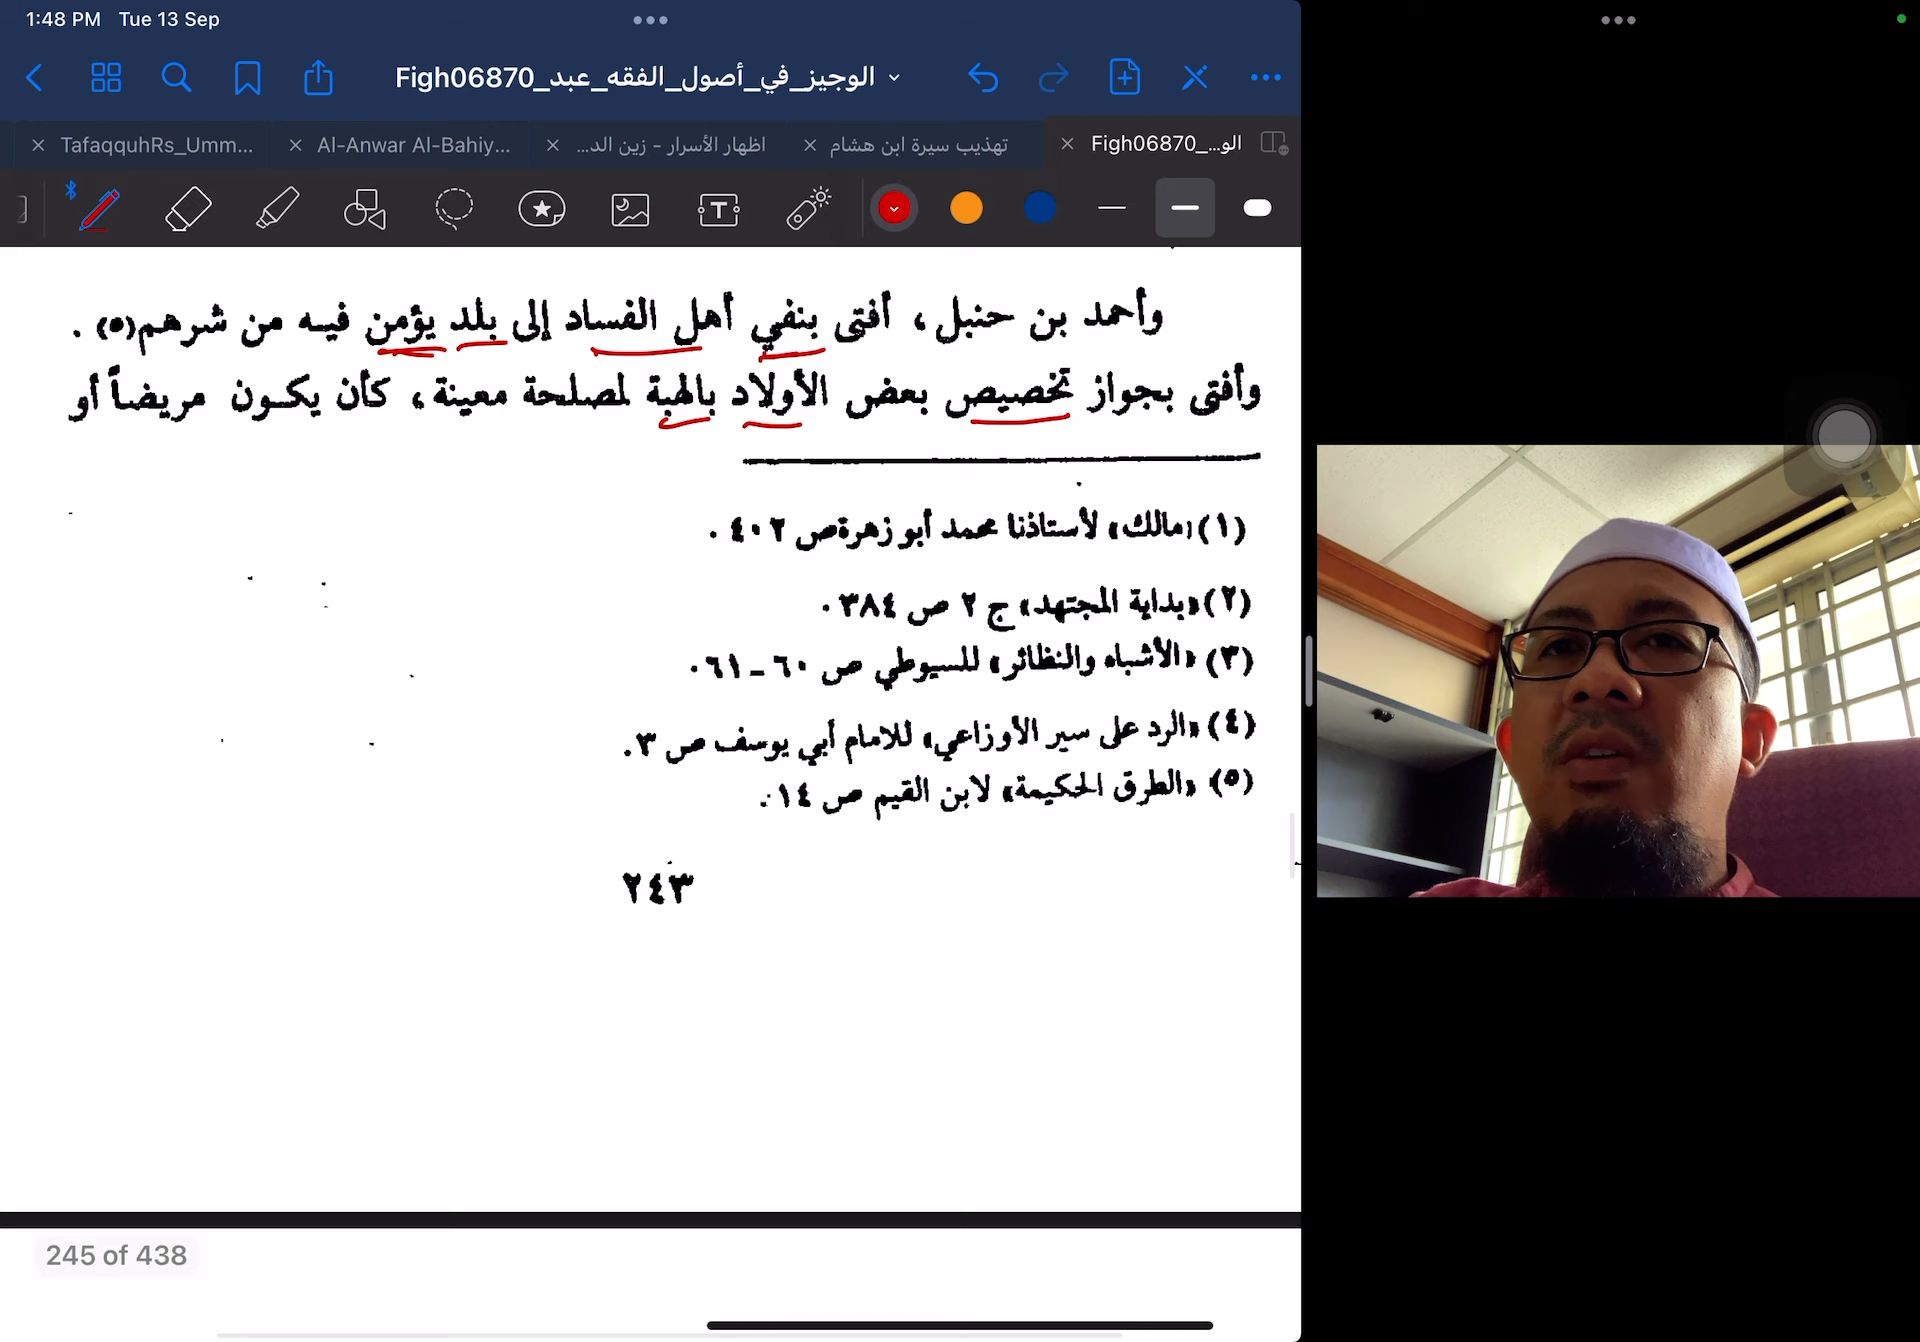 1:48 PM Tue 13 Sep
Figh06870_الوجيز_في_أصول_الفقه_عبد
TafaqquhRs_Umm...
Al-Anwar Al-Bahiy...
اظهار الأسرار - زين الد...
تهذيب سيرة ابن هشام
Figh06870_...الو
وأحمد بن حنبل ، أفتى بنفي أهل الفساد إلى بلد يؤمن فيه من شرهم(٥) .
وأفتى بجواز تخصيص بعض الأولاد بالهبة لمصلحة معينة ، كأن يكون مريضاً أو
(١) «مالك» لأستاذنا محمد أبو زهرة ص ٤٠٢ .
(٢) «بداية المجتهد» ج ٢ ص ٣٨٤ .
(٣) «الأشباه والنظائر» للسيوطي ص ٦٠ ـ ٦١ .
(٤) «الرد على سير الأوزاعي» للامام أبي يوسف ص ٣ .
(٥) «الطرق الحكيمة» لابن القيم ص ١٤ .
٢٤٣
245 of 438